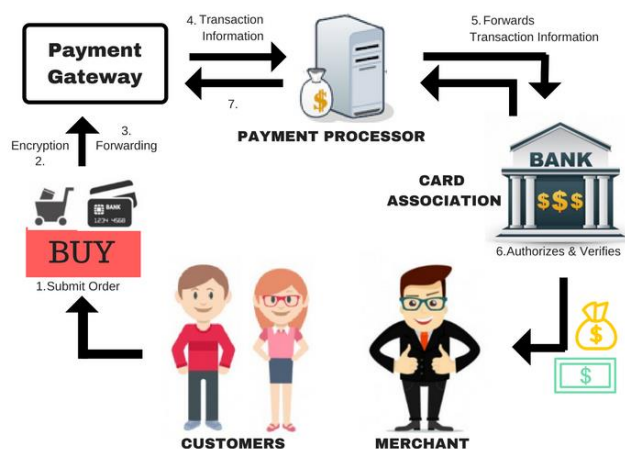 Payment
Gateway
4. Transaction
Information
7.
$
PAYMENT PROCESSOR
5. Forwards
Transaction Information
Encryption
2.
3.
Forwarding
BANK
1234 4568
BUY
1.Submit Order
CARD
ASSOCIATION
BANK
$$$
6.Authorizes & Verifies
$
$
CUSTOMERS
MERCHANT